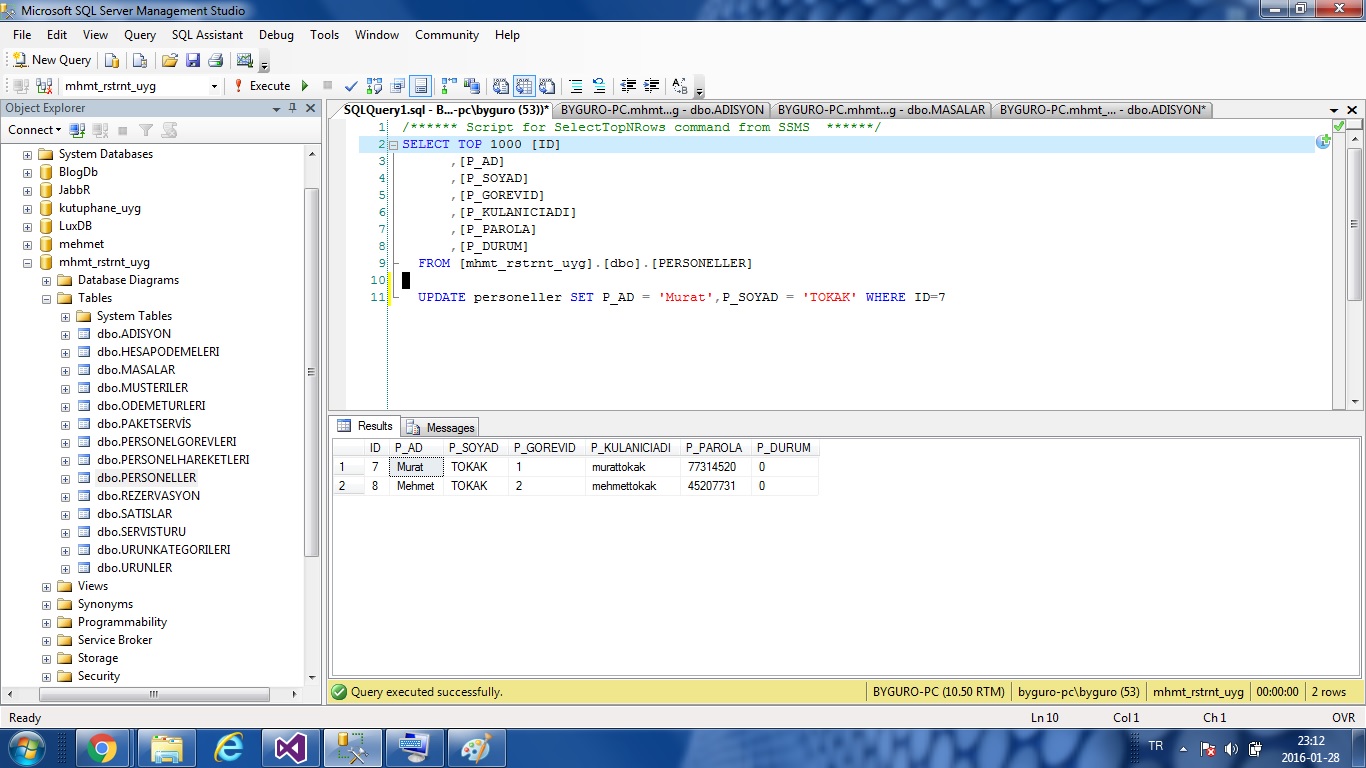 Microsoft SQL Server Management Studio
File Edit View Query SQL Assistant Debug Tools Window Community Help
New Query
mhmt_rstrnt_uyg Execute
Object Explorer
Connect
System Databases
BlogDb
JabbR
kutuphane_uyg
LuxDB
mehmet
mhmt_rstrnt_uyg
Database Diagrams
Tables
System Tables
dbo.ADISYON
dbo.HESAPODEMELERI
dbo.MASALAR
dbo.MUSTERILER
dbo.ODEMETURLERI
dbo.PAKETSERVİS
dbo.PERSONELGOREVLERI
dbo.PERSONELHAREKETLERI
dbo.PERSONELLER
dbo.REZERVASYON
dbo.SATISLAR
dbo.SERVISTURU
dbo.URUNKATEGORILERI
dbo.URUNLER
Views
Synonyms
Programmability
Service Broker
Storage
Security
SQLQuery1.sql - B...-pc\byguro (53))* BYGURO-PC.mhmt...g - dbo.ADISYON BYGURO-PC.mhmt...g - dbo.MASALAR BYGURO-PC.mhmt_... - dbo.ADISYON*
1 /****** Script for SelectTopNRows command from SSMS ******/
2 SELECT TOP 1000 [ID]
3 ,[P_AD]
4 ,[P_SOYAD]
5 ,[P_GOREVID]
6 ,[P_KULANICIADI]
7 ,[P_PAROLA]
8 ,[P_DURUM]
9 FROM [mhmt_rstrnt_uyg].[dbo].[PERSONELLER]
10
11 UPDATE personeller SET P_AD = 'Murat',P_SOYAD = 'TOKAK' WHERE ID=7
Results Messages
ID P_AD P_SOYAD P_GOREVID P_KULANICIADI P_PAROLA P_DURUM
1 7 Murat TOKAK 1 murattokak 77314520 0
2 8 Mehmet TOKAK 2 mehmettokak 45207731 0
Query executed successfully. BYGURO-PC (10.50 RTM) byguro-pc\byguro (53) mhmt_rstrnt_uyg 00:00:00 2 rows
Ready Ln 10 Col 1 Ch 1 OVR
TR 23:12
2016-01-28